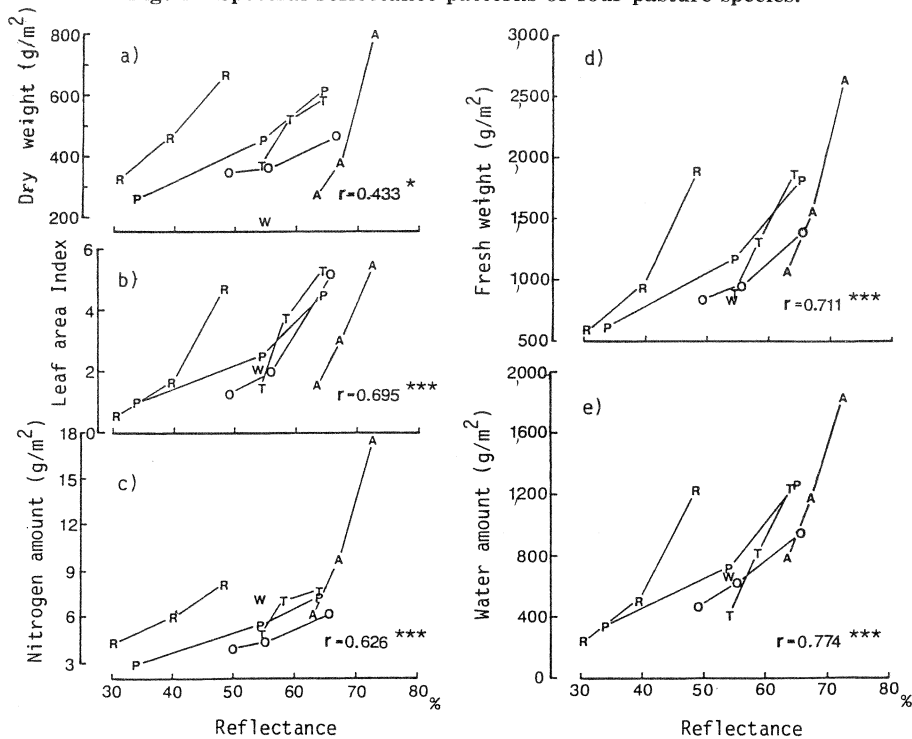 spectral reflectance patterns of four pasture species.
a)
Dry weight (g/m²)
800
600
400
200
R R R
P P P
T T T
O O O
A A A
W
r=0.433 *
b)
Leaf area Index
6
4
2
0
R R R
P P P
T T T
O O O
A A A
W
r=0.695 ***
c)
Nitrogen amount (g/m²)
18
15
12
9
6
3
R R R
P P P
T T T
O O O
A A A
W
r=0.626 ***
30 40 50 60 70 80
%
Reflectance
d)
Fresh weight (g/m²)
3000
2500
2000
1500
1000
500
R R R
P P P
T T T
O O O
A A A
W
r=0.711 ***
e)
Water amount (g/m²)
2000
1600
1200
800
400
0
R R R
P P P
T T T
O O O
A A A
W
r=0.774 ***
30 40 50 60 70 80
%
Reflectance